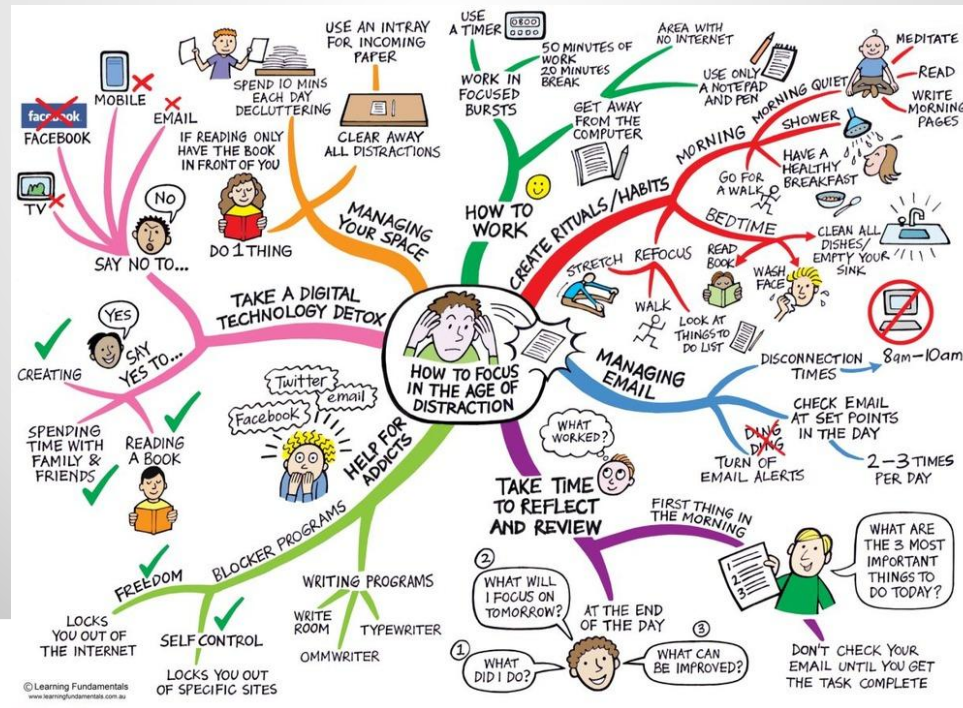 HOW TO FOCUS
IN THE AGE OF
DISTRACTION
HOW TO
WORK
WORK IN
FOCUSED
BURSTS
USE
A TIMER
50 MINUTES OF
WORK
20 MINUTES
BREAK
GET AWAY
FROM THE
COMPUTER
AREA WITH
NO INTERNET
USE ONLY
A NOTEPAD
AND PEN
CREATE RITUALS/HABITS
MORNING
MORNING QUIET
MEDITATE
READ
WRITE
MORNING
PAGES
SHOWER
HAVE A
HEALTHY
BREAKFAST
GO FOR
A WALK
BEDTIME
CLEAN ALL
DISHES/
EMPTY YOUR
SINK
WASH
FACE
READ
BOOK
REFOCUS
STRETCH
WALK
LOOK AT
THINGS TO
DO LIST
MANAGING
EMAIL
DISCONNECTION
TIMES
8am-10am
CHECK EMAIL
AT SET POINTS
IN THE DAY
2-3 TIMES
PER DAY
DING
DING
TURN OF
EMAIL ALERTS
TAKE TIME
TO REFLECT
AND REVIEW
WHAT
WORKED?
FIRST THING IN
THE MORNING
1
2
3
WHAT ARE
THE 3 MOST
IMPORTANT
THINGS TO
DO TODAY?
DON'T CHECK YOUR
EMAIL UNTIL YOU GET
THE TASK COMPLETE
AT THE END
OF THE DAY
1
WHAT
DID I DO?
2
WHAT WILL
I FOCUS ON
TOMORROW?
3
WHAT CAN
BE IMPROVED?
HELP FOR
ADDICTS
Twitter
email
Facebook
WRITING PROGRAMS
WRITE
ROOM
OMMWRITER
TYPEWRITER
BLOCKER PROGRAMS
FREEDOM
LOCKS
YOU OUT OF
THE INTERNET
SELF CONTROL
LOCKS YOU OUT
OF SPECIFIC SITES
TAKE A DIGITAL
TECHNOLOGY DETOX
SAY
YES TO...
YES
CREATING
SPENDING
TIME WITH
FAMILY &
FRIENDS
READING
A BOOK
SAY NO TO...
NO
TV
facebook
FACEBOOK
MOBILE
EMAIL
MANAGING
YOUR SPACE
DO 1 THING
IF READING ONLY
HAVE THE BOOK
IN FRONT OF YOU
SPEND 10 MINS
EACH DAY
DECLUTTERING
CLEAR AWAY
ALL DISTRACTIONS
USE AN INTRAY
FOR INCOMING
PAPER
© Learning Fundamentals
www.learningfundamentals.com.au